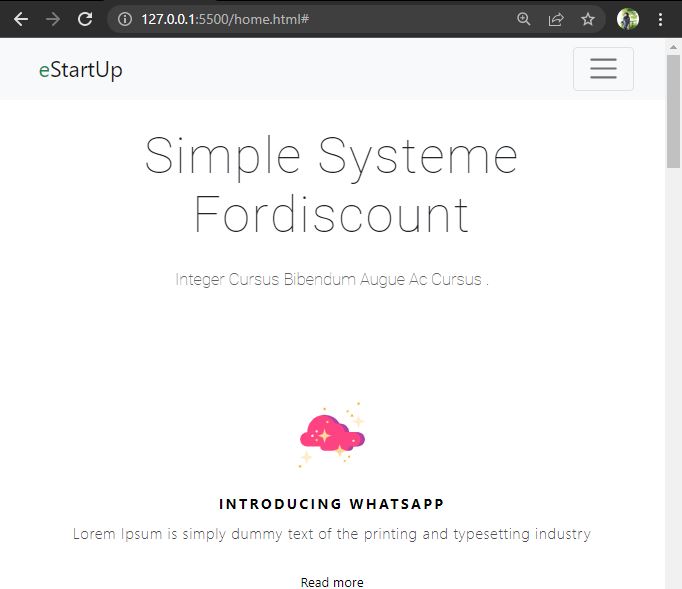 127.0.0.1:5500/home.html#
eStartUp
Simple Systeme
Fordiscount
Integer Cursus Bibendum Augue Ac Cursus .
INTRODUCING WHATSAPP
Lorem Ipsum is simply dummy text of the printing and typesetting industry
Read more